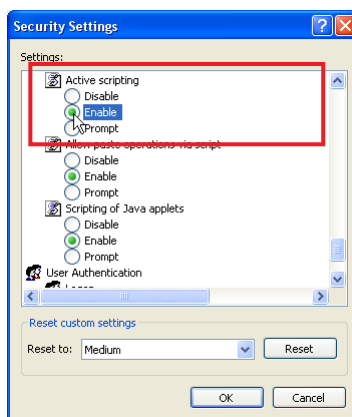 Security Settings
Settings:
Active scripting
Disable
Enable
Prompt
Allow paste operations via script
Disable
Enable
Prompt
Scripting of Java applets
Disable
Enable
Prompt
User Authentication
Logon
Reset custom settings
Reset to: Medium Reset
OK Cancel